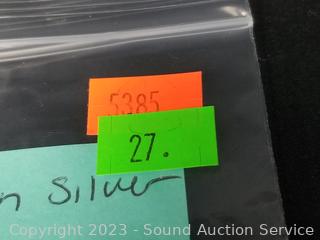 5385
27.
n silver
Copyright 2023 - Sound Auction Service